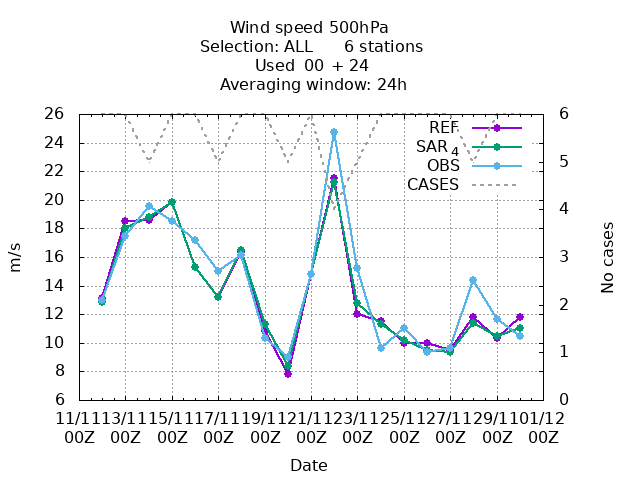 Wind speed 500hPa
Selection: ALL 6 stations
Used 00 + 24
Averaging window: 24h
REF
SAR 4
OBS
CASES
26
24
22
20
18
16
14
12
10
8
6
m/s
6
5
4
3
2
1
0
No cases
11/11 13/11 15/11 17/11 19/11 21/11 23/11 25/11 27/11 29/11 01/12
00Z 00Z 00Z 00Z 00Z 00Z 00Z 00Z 00Z 00Z 00Z
Date